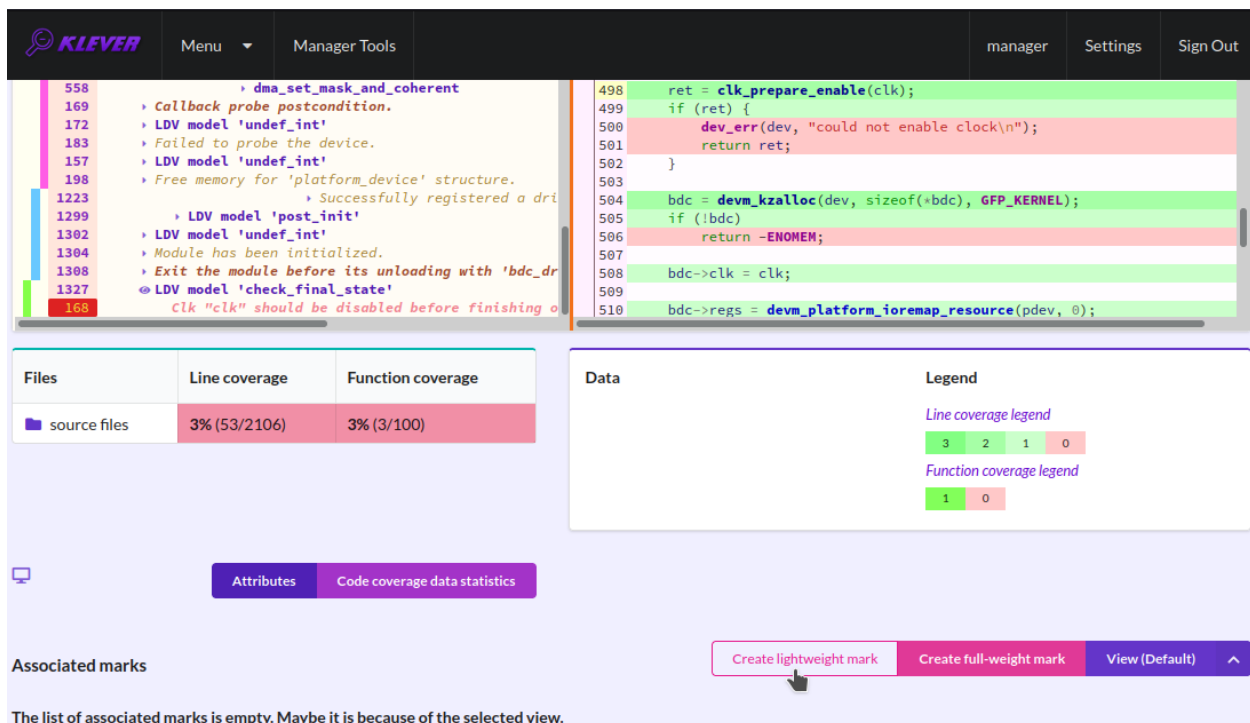 KLEVER
Menu
Manager Tools
manager
Settings
Sign Out
558 dma_set_mask_and_coherent
169 Callback probe postcondition.
172 LDV model 'undef_int'
183 Failed to probe the device.
157 LDV model 'undef_int'
198 Free memory for 'platform_device' structure.
1223 Successfully registered a dri
1299 LDV model 'post_init'
1302 LDV model 'undef_int'
1304 Module has been initialized.
1308 Exit the module before its unloading with 'bdc_dr
1327 LDV model 'check_final_state'
168 Clk "clk" should be disabled before finishing o
498 ret = clk_prepare_enable(clk);
499 if (ret) {
500 dev_err(dev, "could not enable clock\n");
501 return ret;
502 }
503
504 bdc = devm_kzalloc(dev, sizeof(*bdc), GFP_KERNEL);
505 if (!bdc)
506 return -ENOMEM;
507
508 bdc->clk = clk;
509
510 bdc->regs = devm_platform_ioremap_resource(pdev, 0);
Files Line coverage Function coverage
source files 3% (53/2106) 3% (3/100)
Data
Legend
Line coverage legend
3 2 1 0
Function coverage legend
1 0
Attributes
Code coverage data statistics
Associated marks
Create lightweight mark
Create full-weight mark
View (Default)
The list of associated marks is empty. Maybe it is because of the selected view.